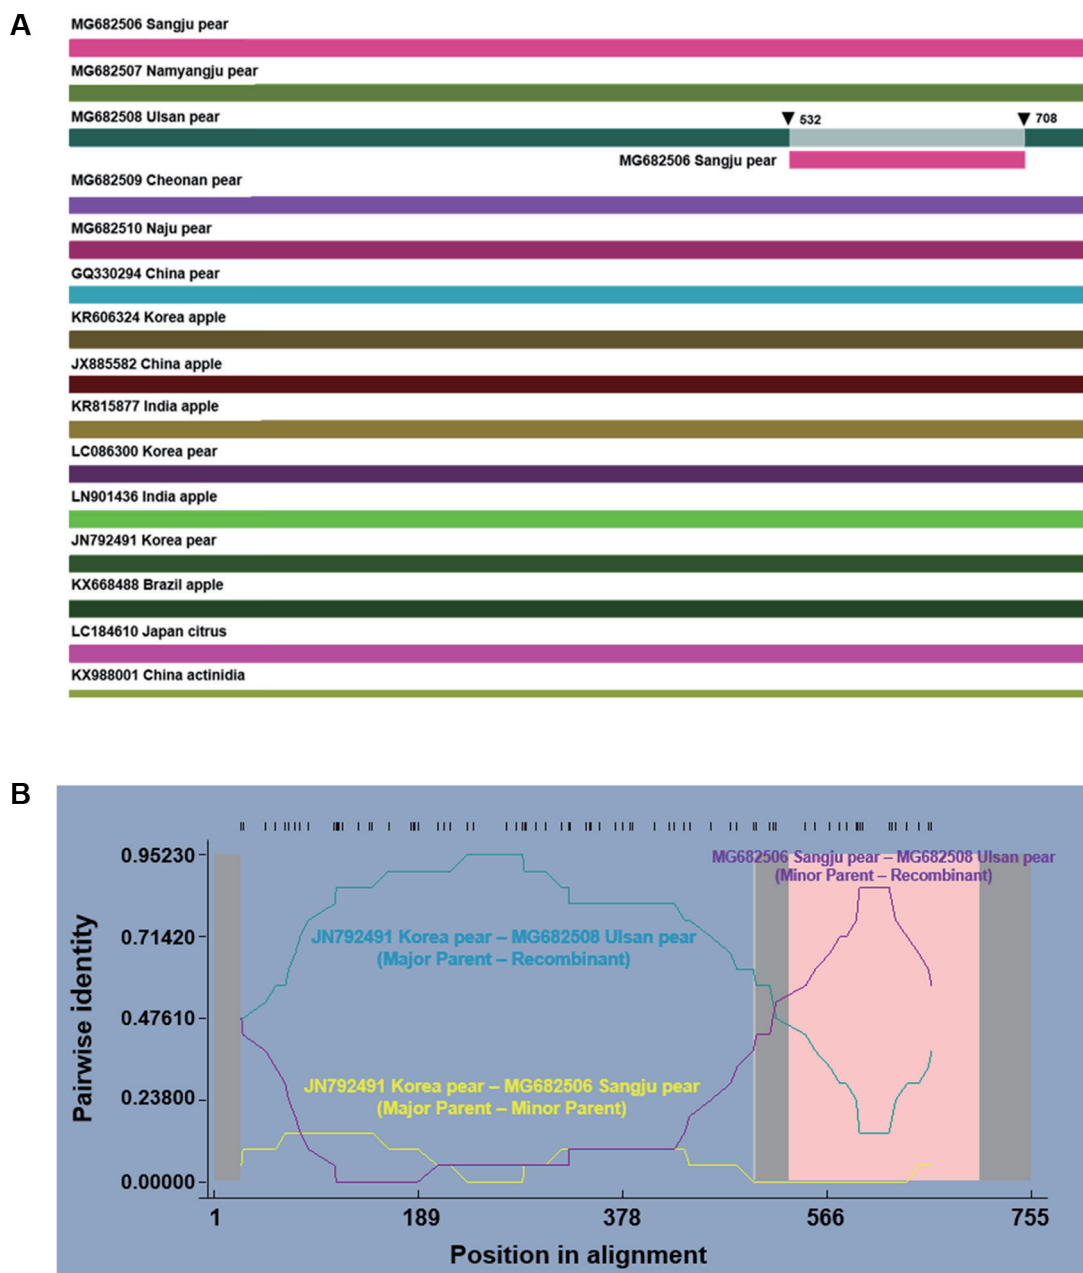 A
MG682506 Sangju pear
MG682507 Namyangju pear
MG682508 Ulsan pear
532
708
MG682506 Sangju pear
MG682509 Cheonan pear
MG682510 Naju pear
GQ330294 China pear
KR606324 Korea apple
JX885582 China apple
KR815877 India apple
LC086300 Korea pear
LN901436 India apple
JN792491 Korea pear
KX668488 Brazil apple
LC184610 Japan citrus
KX988001 China actinidia
B
0.95230
0.71420
0.47610
0.23800
0.00000
Pairwise identity
MG682506 Sangju pear – MG682508 Ulsan pear
(Minor Parent – Recombinant)
JN792491 Korea pear – MG682508 Ulsan pear
(Major Parent – Recombinant)
JN792491 Korea pear – MG682506 Sangju pear
(Major Parent – Minor Parent)
1
189
378
566
755
Position in alignment